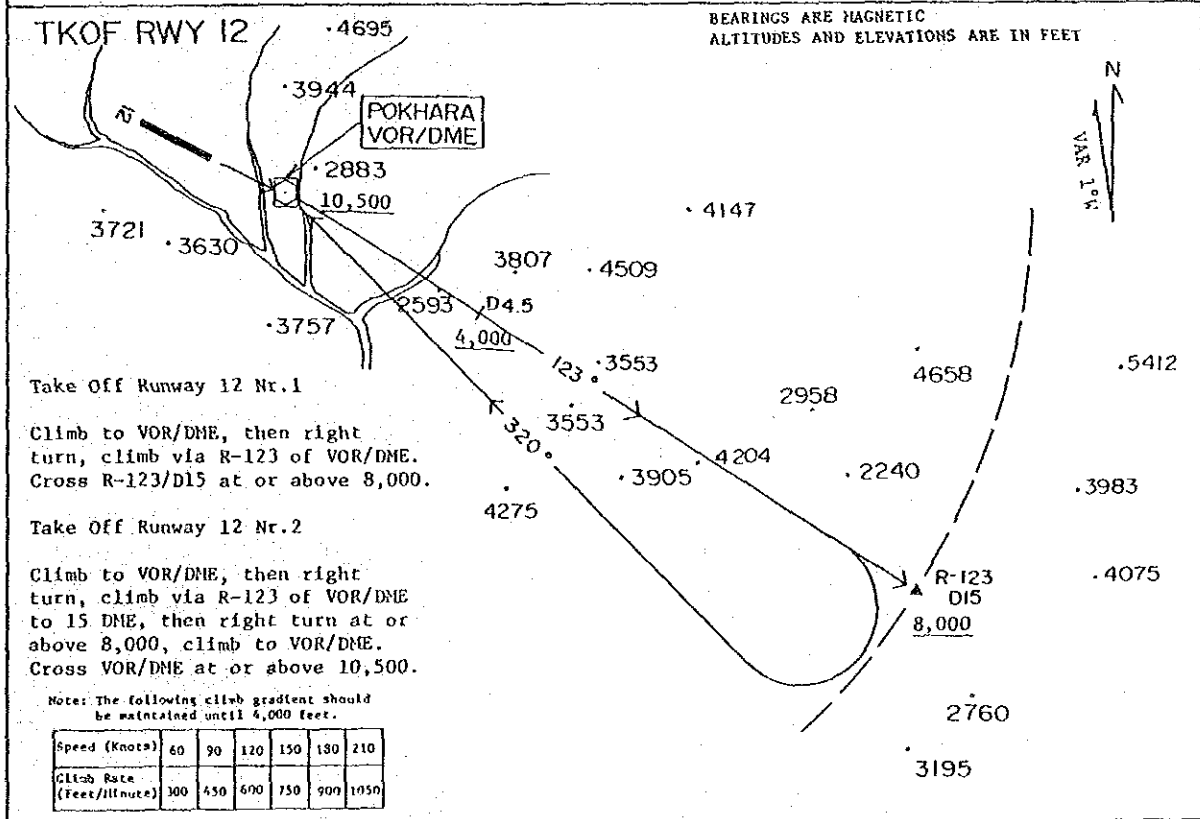 TKOF RWY 12
BEARINGS ARE MAGNETIC
ALTITUDES AND ELEVATIONS ARE IN FEET
4695
3944
N
VAR 1°W
12
POKHARA
VOR/DME
2883
10,500
4147
3721
3630
3807
4509
2593
D4.5
4,000
3757
123°
3553
4658
5412
2958
3553
320°
4204
3905
2240
3983
4275
Take Off Runway 12 Nr.1
Climb to VOR/DME, then right
turn, climb via R-123 of VOR/DME.
Cross R-123/D15 at or above 8,000.
Take Off Runway 12 Nr.2
Climb to VOR/DME, then right
turn, climb via R-123 of VOR/DME
to 15 DME, then right turn at or
above 8,000, climb to VOR/DME.
Cross VOR/DME at or above 10,500.
R-123
D15
8,000
4075
2760
3195
Note: The following climb gradient should
be maintained until 4,000 feet.
Speed (Knots) 60 90 120 150 180 210
Climb Rate
(Feet/Minute) 300 450 600 750 900 1050